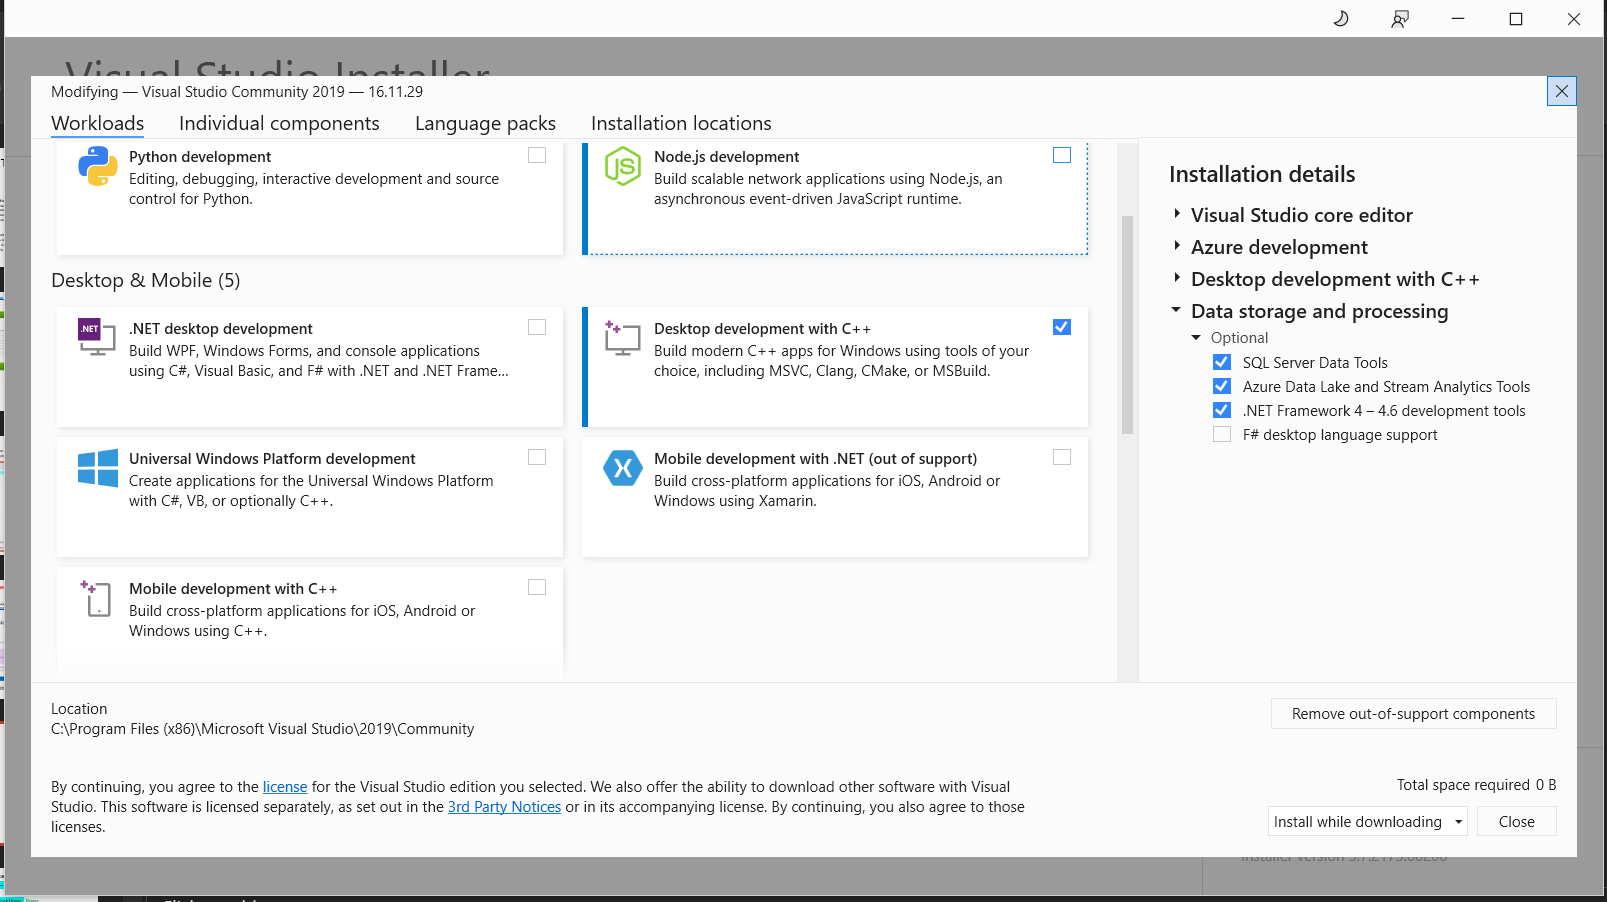 Visual Studio Installer
Modifying — Visual Studio Community 2019 — 16.11.29
Workloads
Individual components
Language packs
Installation locations
Python development
Editing, debugging, interactive development and source
control for Python.
Node.js development
Build scalable network applications using Node.js, an
asynchronous event-driven JavaScript runtime.
Desktop & Mobile (5)
.NET
.NET desktop development
Build WPF, Windows Forms, and console applications
using C#, Visual Basic, and F# with .NET and .NET Frame...
Desktop development with C++
Build modern C++ apps for Windows using tools of your
choice, including MSVC, Clang, CMake, or MSBuild.
Universal Windows Platform development
Create applications for the Universal Windows Platform
with C#, VB, or optionally C++.
Mobile development with .NET (out of support)
Build cross-platform applications for iOS, Android or
Windows using Xamarin.
Mobile development with C++
Build cross-platform applications for iOS, Android or
Windows using C++.
Installation details
Visual Studio core editor
Azure development
Desktop development with C++
Data storage and processing
Optional
SQL Server Data Tools
Azure Data Lake and Stream Analytics Tools
.NET Framework 4 – 4.6 development tools
F# desktop language support
Location
C:\Program Files (x86)\Microsoft Visual Studio\2019\Community
Remove out-of-support components
By continuing, you agree to the license for the Visual Studio edition you selected. We also offer the ability to download other software with Visual
Studio. This software is licensed separately, as set out in the 3rd Party Notices or in its accompanying license. By continuing, you also agree to those
licenses.
Total space required 0 B
Install while downloading
Close